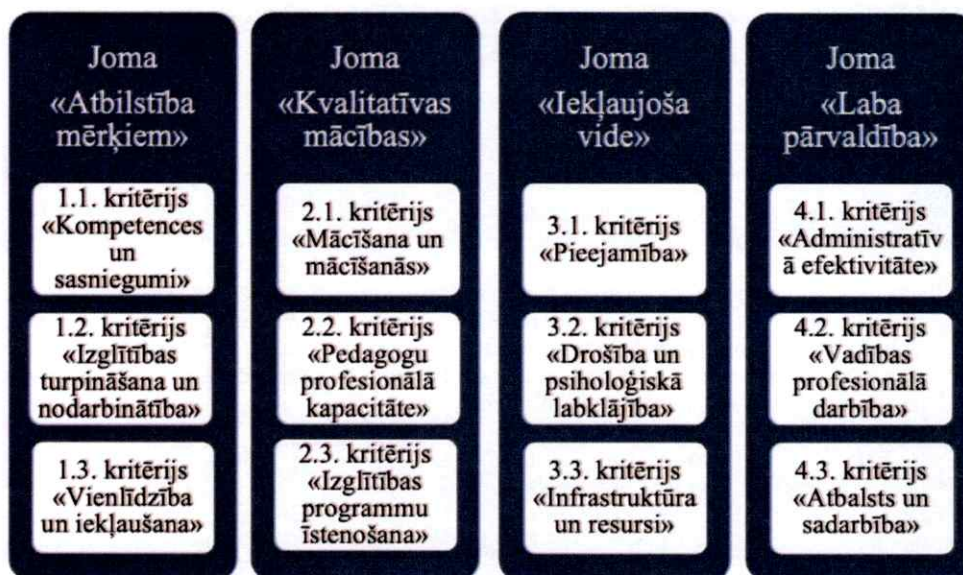 Joma
«Atbilstība
mērķiem»
1.1. kritērijs
«Kompetences
un
sasniegumi»
1.2. kritērijs
«Izglītības
turpināšana un
nodarbinātība»
1.3. kritērijs
«Vienlīdzība
un iekļaušana»
Joma
«Kvalitatīvas
mācības»
2.1. kritērijs
«Mācīšana un
mācīšanās»
2.2. kritērijs
«Pedagogu
profesionālā
kapacitāte»
2.3. kritērijs
«Izglītības
programmu
īstenošana»
Joma
«Iekļaujoša
vide»
3.1. kritērijs
«Pieejamība»
3.2. kritērijs
«Drošība un
psiholoģiskā
labklājība»
3.3. kritērijs
«Infrastruktūra
un resursi»
Joma
«Laba
pārvaldība»
4.1. kritērijs
«Administratīv
ā efektivitāte»
4.2. kritērijs
«Vadības
profesionālā
darbība»
4.3. kritērijs
«Atbalsts un
sadarbība»